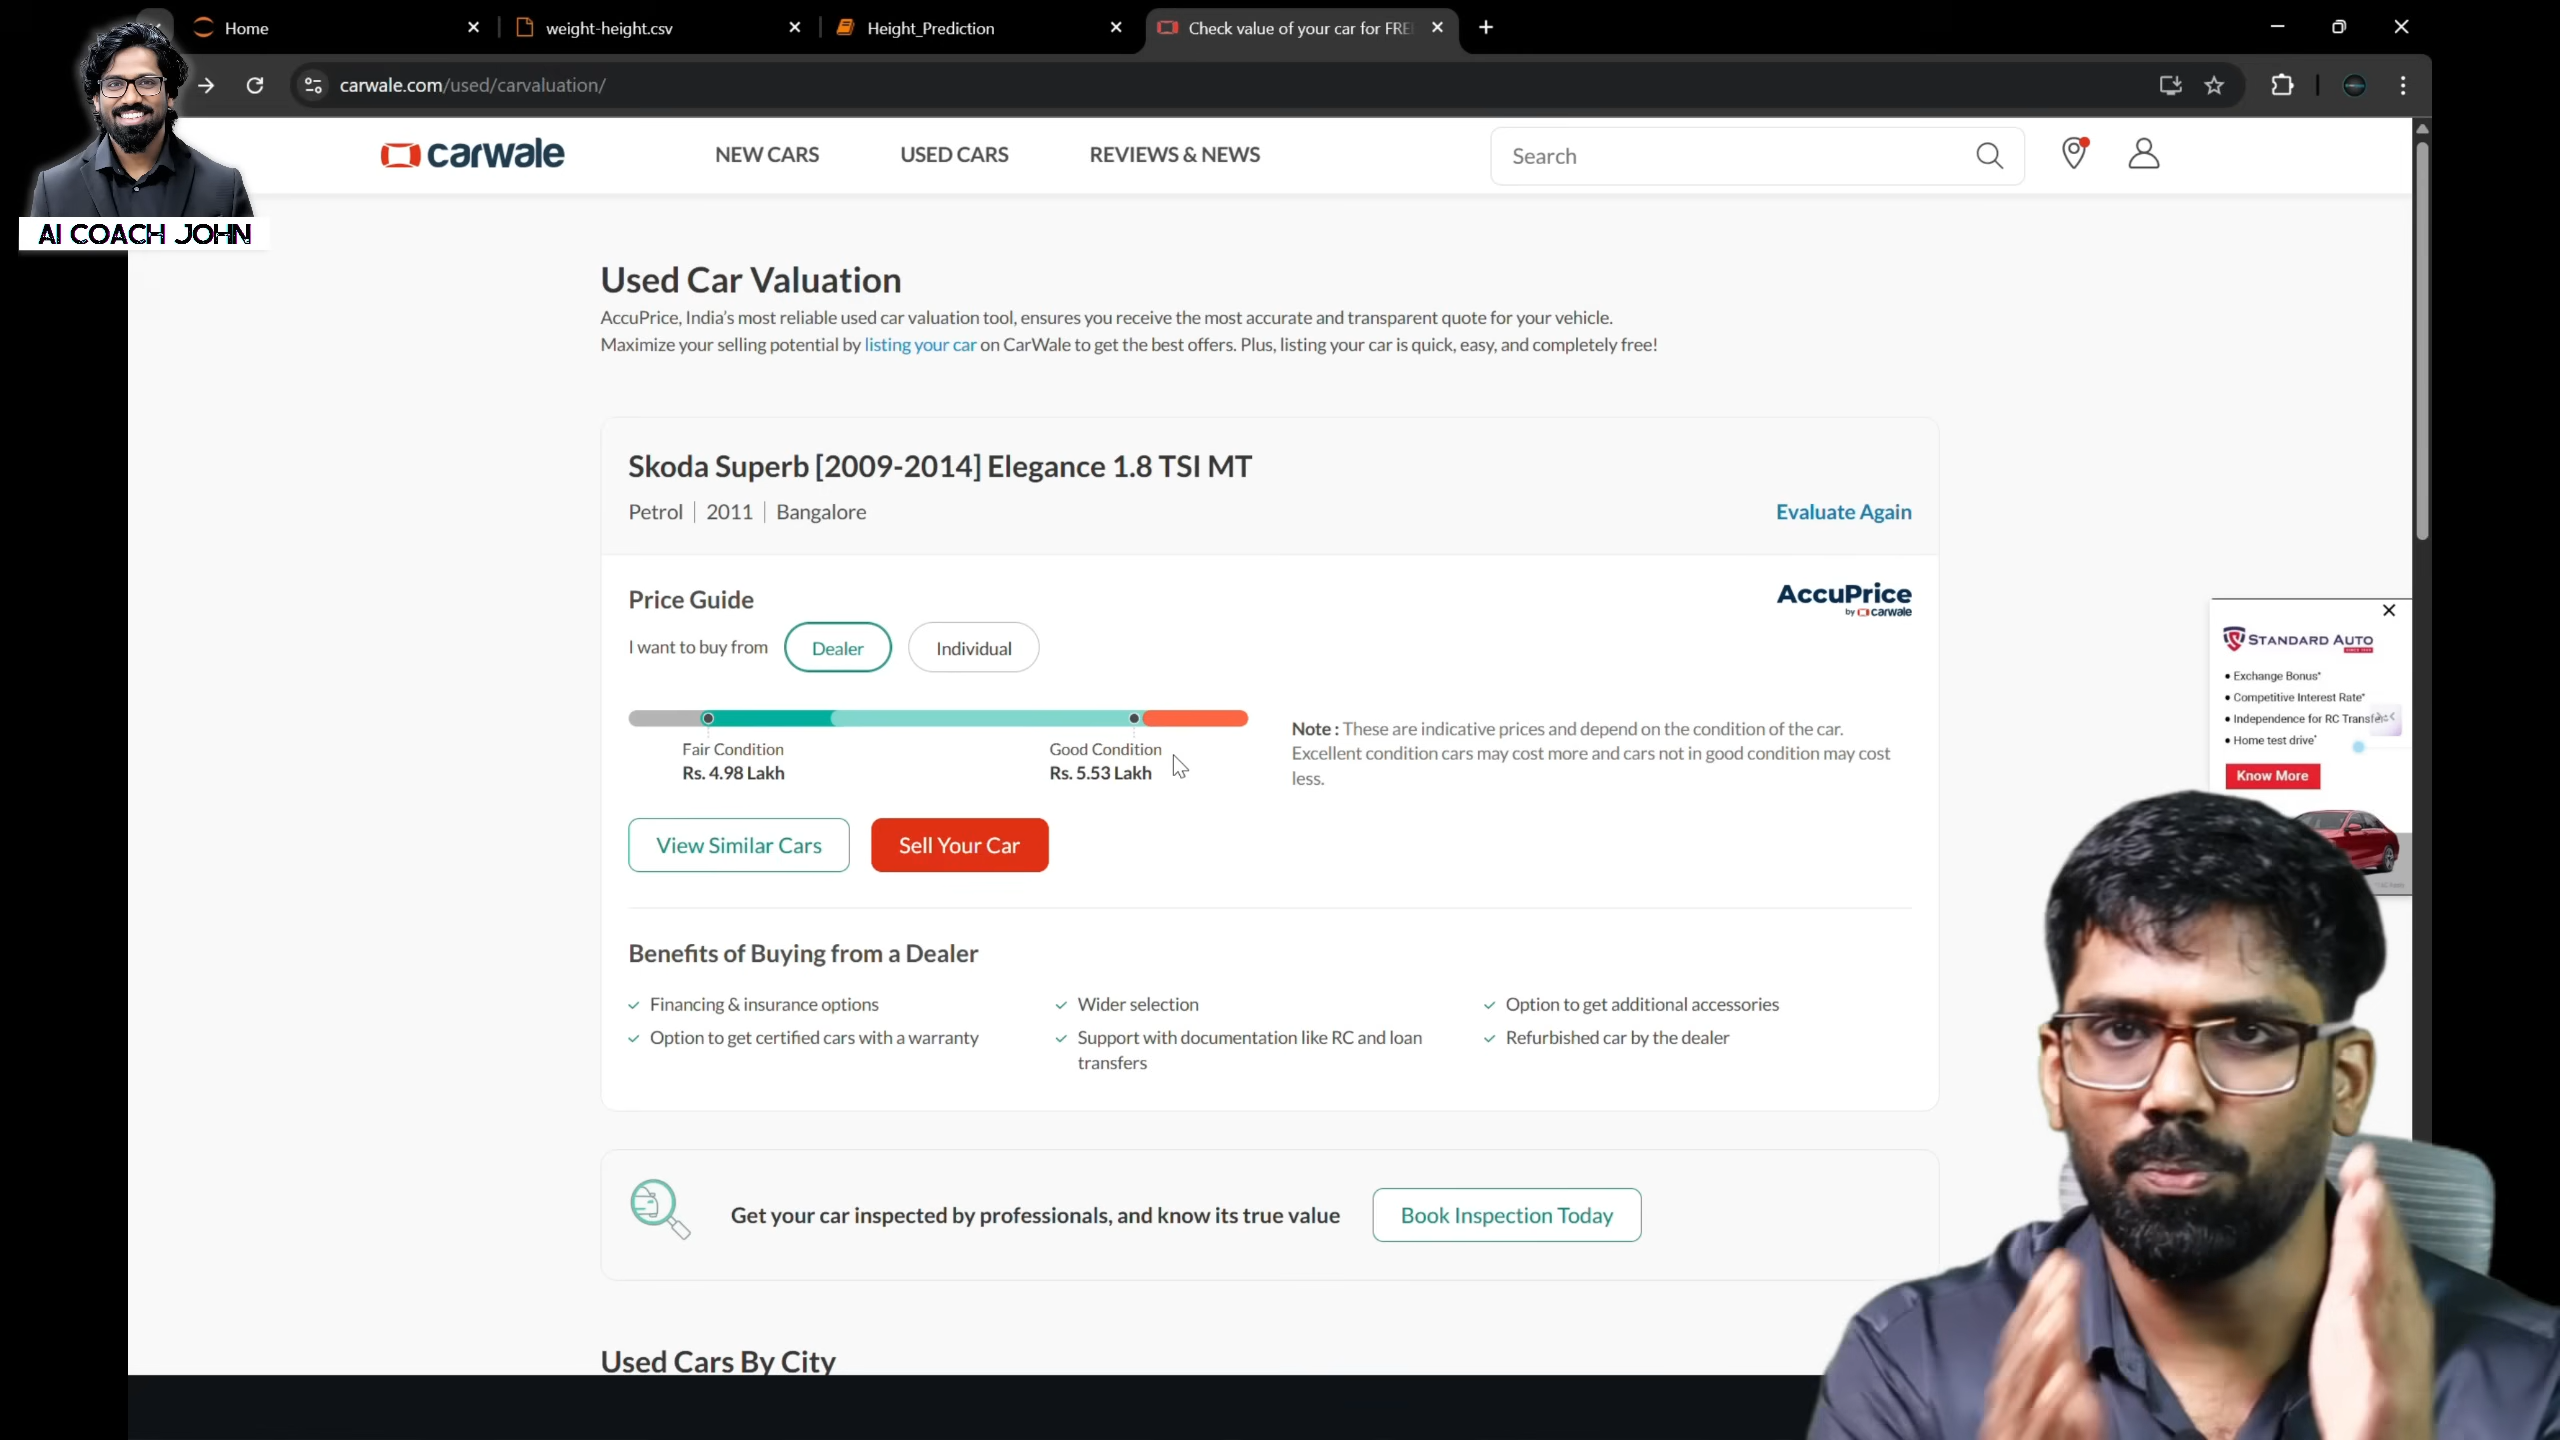 Home
weight-height.csv
Height_Prediction
Check value of your car for FRE
carwale.com/used/carvaluation/
AI COACH JOHN
carwale
NEW CARS
USED CARS
REVIEWS & NEWS
Search
Used Car Valuation
AccuPrice, India's most reliable used car valuation tool, ensures you receive the most accurate and transparent quote for your vehicle.
Maximize your selling potential by listing your car on CarWale to get the best offers. Plus, listing your car is quick, easy, and completely free!
Skoda Superb [2009-2014] Elegance 1.8 TSI MT
Petrol | 2011 | Bangalore
Evaluate Again
Price Guide
AccuPrice
by carwale
I want to buy from
Dealer
Individual
Fair Condition
Rs. 4.98 Lakh
Good Condition
Rs. 5.53 Lakh
Note : These are indicative prices and depend on the condition of the car.
Excellent condition cars may cost more and cars not in good condition may cost
less.
View Similar Cars
Sell Your Car
STANDARD AUTO
• Exchange Bonus*
• Competitive Interest Rate*
• Independence for RC Transfer
• Home test drive*
Know More
Benefits of Buying from a Dealer
Financing & insurance options
Wider selection
Option to get additional accessories
Option to get certified cars with a warranty
Support with documentation like RC and loan
transfers
Refurbished car by the dealer
Get your car inspected by professionals, and know its true value
Book Inspection Today
Used Cars By City